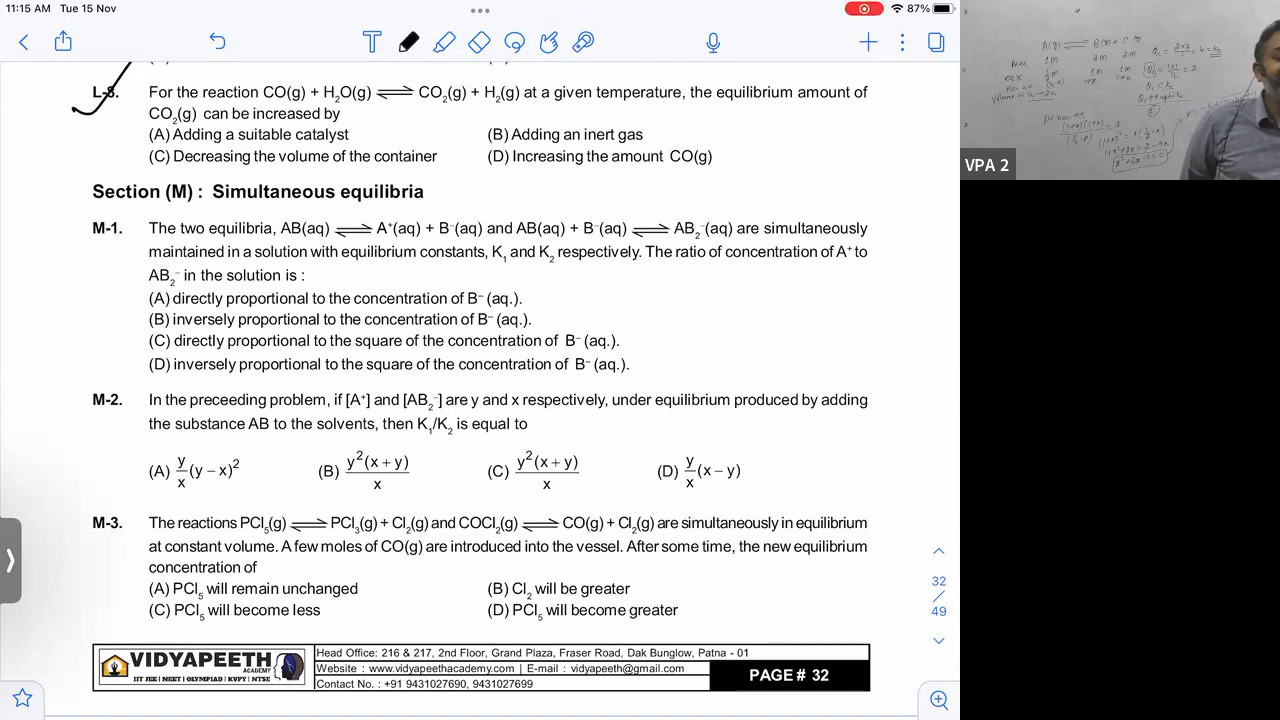 11:15 AM Tue 15 Nov
87%
L-8. For the reaction CO(g) + H₂O(g) ⇌ CO₂(g) + H₂(g) at a given temperature, the equilibrium amount of
CO₂(g) can be increased by
(A) Adding a suitable catalyst (B) Adding an inert gas
(C) Decreasing the volume of the container (D) Increasing the amount CO(g)
Section (M) : Simultaneous equilibria
M-1. The two equilibria, AB(aq) ⇌ A⁺(aq) + B⁻(aq) and AB(aq) + B⁻(aq) ⇌ AB₂⁻(aq) are simultaneously
maintained in a solution with equilibrium constants, K₁ and K₂ respectively. The ratio of concentration of A⁺ to
AB₂⁻ in the solution is :
(A) directly proportional to the concentration of B⁻ (aq.).
(B) inversely proportional to the concentration of B⁻ (aq.).
(C) directly proportional to the square of the concentration of B⁻ (aq.).
(D) inversely proportional to the square of the concentration of B⁻ (aq.).
M-2. In the preceeding problem, if [A⁺] and [AB₂⁻] are y and x respectively, under equilibrium produced by adding
the substance AB to the solvents, then K₁/K₂ is equal to
(A) y/x (y – x)² (B) y²(x + y)/x (C) y²(x + y)/x (D) y/x (x – y)
M-3. The reactions PCl₅(g) ⇌ PCl₃(g) + Cl₂(g) and COCl₂(g) ⇌ CO(g) + Cl₂(g) are simultaneously in equilibrium
at constant volume. A few moles of CO(g) are introduced into the vessel. After some time, the new equilibrium
concentration of
(A) PCl₅ will remain unchanged (B) Cl₂ will be greater
(C) PCl₅ will become less (D) PCl₅ will become greater
32
/
49
VIDYAPEETH
ACADEMY
IIT JEE | NEET | OLYMPIAD | KVPY | NTSE
Head Office: 216 & 217, 2nd Floor, Grand Plaza, Fraser Road, Dak Bunglow, Patna - 01
Website : www.vidyapeethacademy.com | E-mail : vidyapeeth@gmail.com
Contact No. : +91 9431027690, 9431027699
PAGE # 32
VPA 2